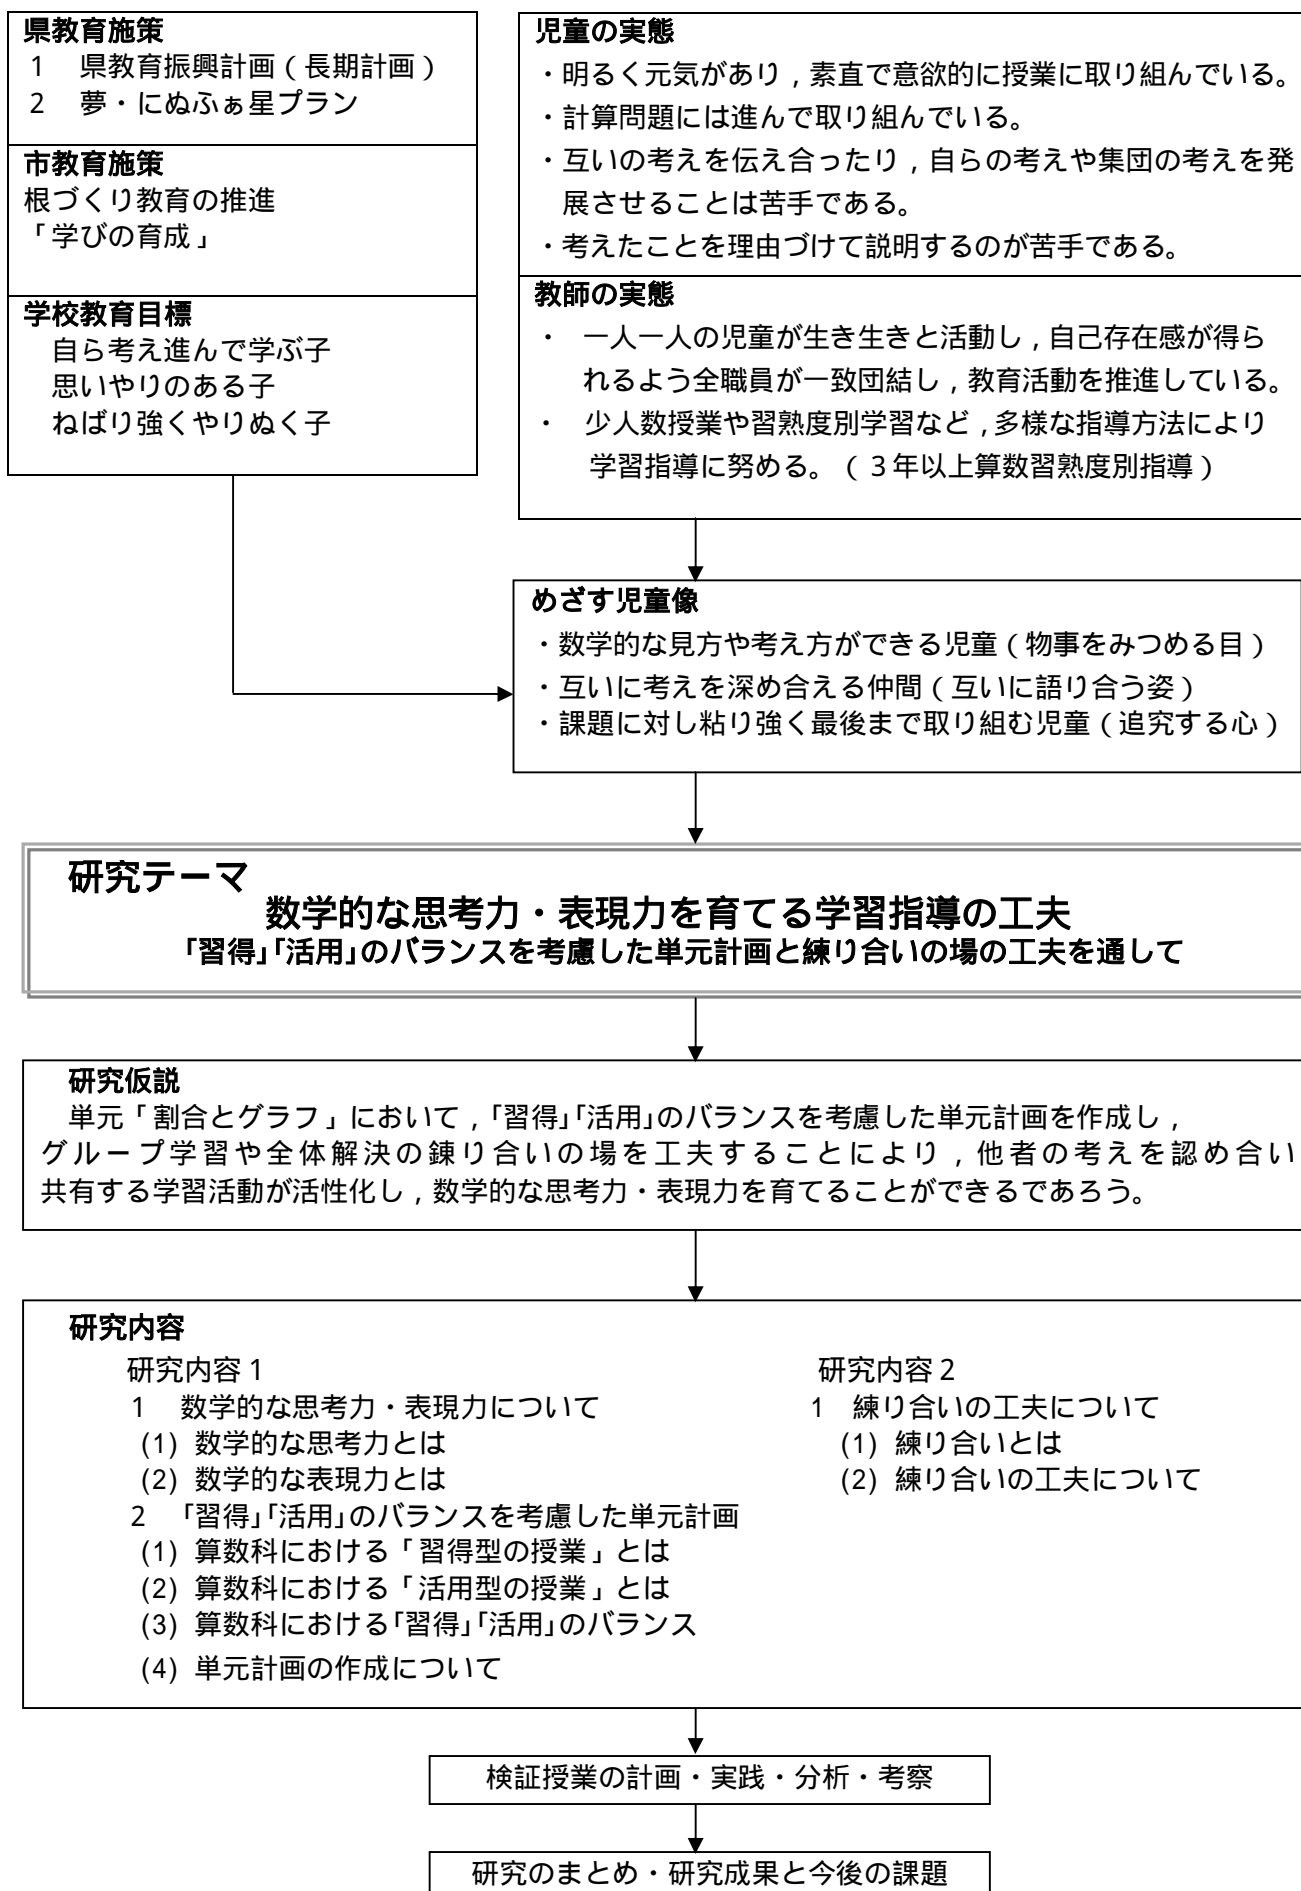 県教育施策
1 県教育振興計画(長期計画)
2 夢・にぬふぁ星プラン
市教育施策
根づくり教育の推進
「学びの育成」
学校教育目標
自ら考え進んで学ぶ子
思いやりのある子
ねばり強くやりぬく子
児童の実態
・明るく元気があり,素直で意欲的に授業に取り組んでいる。
・計算問題には進んで取り組んでいる。
・互いの考えを伝え合ったり,自らの考えや集団の考えを発
展させることは苦手である。
・考えたことを理由づけて説明するのが苦手である。
教師の実態
・ 一人一人の児童が生き生きと活動し,自己存在感が得ら
れるよう全職員が一致団結し,教育活動を推進している。
・ 少人数授業や習熟度別学習など,多様な指導方法により
学習指導に努める。(3年以上算数習熟度別指導)
めざす児童像
・数学的な見方や考え方ができる児童(物事をみつめる目)
・互いに考えを深め合える仲間(互いに語り合う姿)
・課題に対し粘り強く最後まで取り組む児童(追究する心)
研究テーマ
数学的な思考力・表現力を育てる学習指導の工夫
「習得」「活用」のバランスを考慮した単元計画と練り合いの場の工夫を通して
研究仮説
単元「割合とグラフ」において,「習得」「活用」のバランスを考慮した単元計画を作成し,
グループ学習や全体解決の錬り合いの場を工夫することにより,他者の考えを認め合い
共有する学習活動が活性化し,数学的な思考力・表現力を育てることができるであろう。
研究内容
研究内容1
1 数学的な思考力・表現力について
(1) 数学的な思考力とは
(2) 数学的な表現力とは
2 「習得」「活用」のバランスを考慮した単元計画
(1) 算数科における「習得型の授業」とは
(2) 算数科における「活用型の授業」とは
(3) 算数科における「習得」「活用」のバランス
(4) 単元計画の作成について
研究内容2
1 練り合いの工夫について
(1) 練り合いとは
(2) 練り合いの工夫について
検証授業の計画・実践・分析・考察
研究のまとめ・研究成果と今後の課題